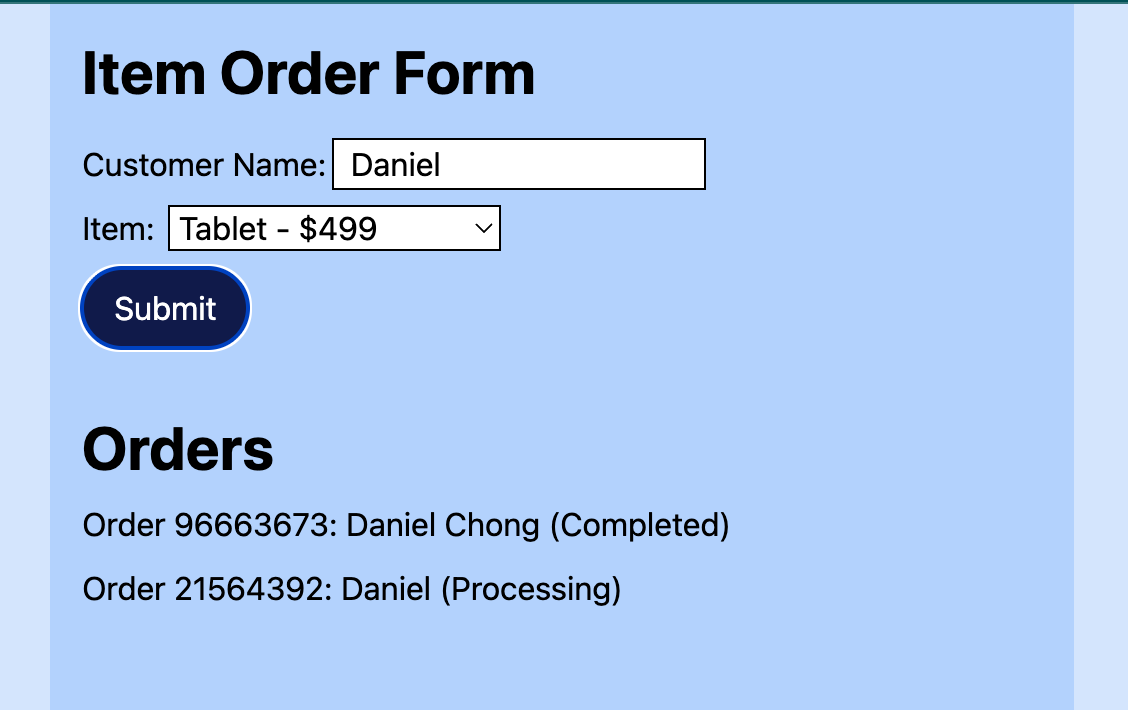 Item Order Form
Customer Name: Daniel
Item: Tablet - $499
Submit
Orders
Order 96663673: Daniel Chong (Completed)
Order 21564392: Daniel (Processing)